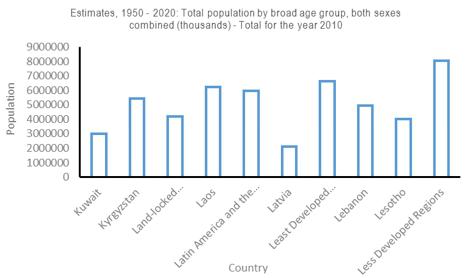 Estimates, 1950 - 2020: Total population by broad age group, both sexes
combined (thousands) - Total for the year 2010
9000000
8000000
7000000
6000000
5000000
4000000
3000000
2000000
1000000
0
Population
Kuwait
Kyrgyzstan
Land-locked...
Laos
Latin America and the...
Latvia
Least Developed...
Lebanon
Lesotho
Less Developed Regions
Country